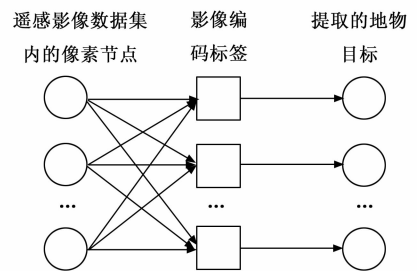 遥感影像数据集
内的像素节点
影像编
码标签
提取的地物
目标
... ... ...